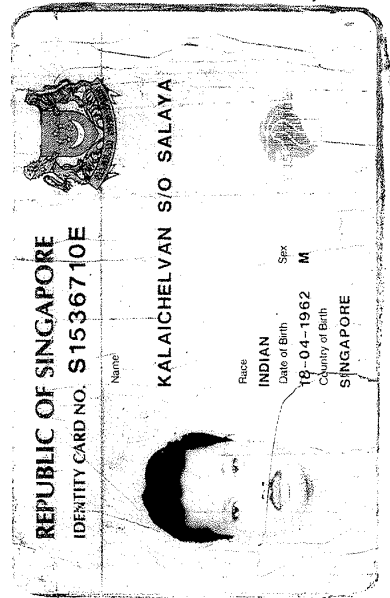 REPUBLIC OF SINGAPORE
IDENTITY CARD NO. S1536710E
Name
KALAICHELVAN S/O SALAYA
Race
INDIAN
Date of Birth Sex
18-04-1962 M
Country of Birth
SINGAPORE